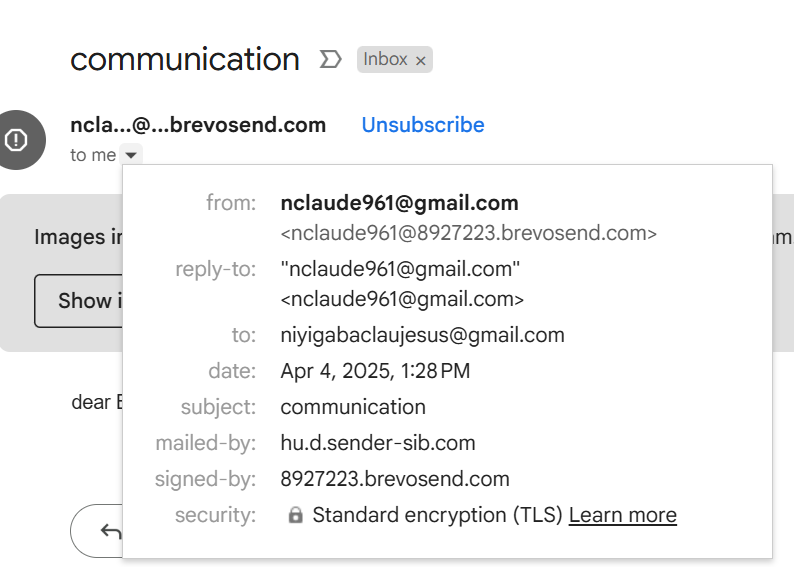 communication Inbox ×
ncla...@...brevosend.com Unsubscribe
to me
from: nclaude961@gmail.com
<nclaude961@8927223.brevosend.com>
Images
reply-to: "nclaude961@gmail.com"
<nclaude961@gmail.com>
Show
to: niyigabaclaujesus@gmail.com
date: Apr 4, 2025, 1:28 PM
dear
subject: communication
mailed-by: hu.d.sender-sib.com
signed-by: 8927223.brevosend.com
security: Standard encryption (TLS) Learn more